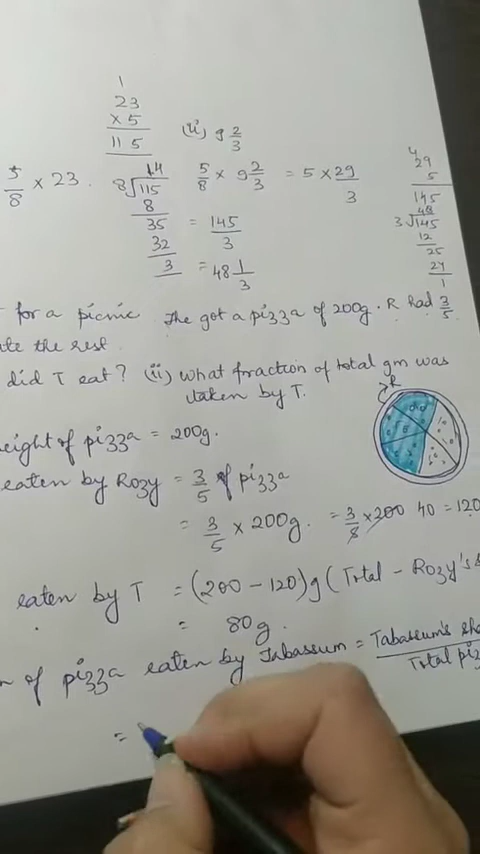 1
23
× 5
115
(ii) 9 2/3
5/8 × 23.
14
8)115
8
35
32
3
5/8 × 9 2/3 = 5 × 29/3
= 145/3
= 48 1/3
4
29
5
145
48
3)145
12
25
24
1
for a picnic The got a pizza of 200g. R had 3/5.
ate the rest
did T eat? (ii) what fraction of total gm was
taken by T.
R
eight of pizza = 200g.
eaten by Rozy = 3/5 of pizza
= 3/5 × 200g. = 3/5 × 200 40 = 120
eaten by T = (200 - 120)g (Total - Rozy's s
= 80g.
n of pizza eaten by Tabassum = Tabassum's sha
Total piz
=